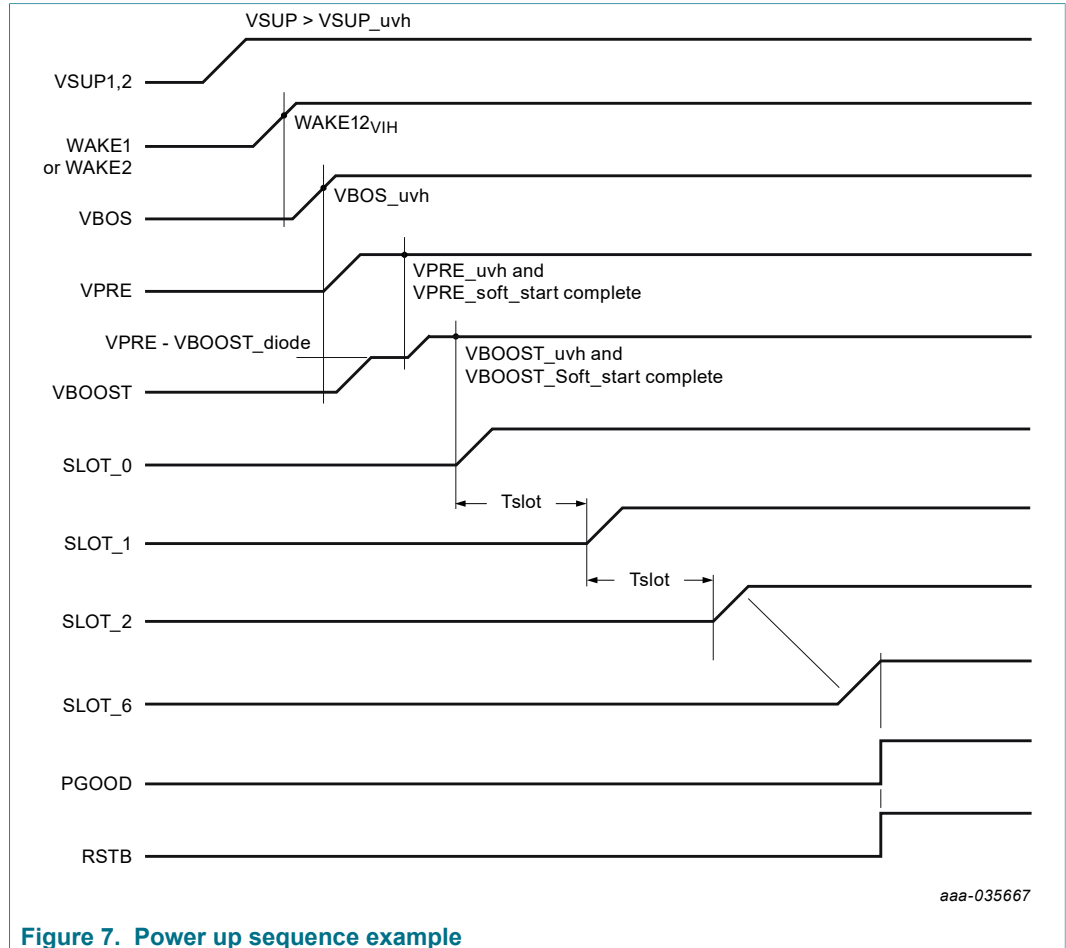 VSUP > VSUP_uvh
VSUP1,2
WAKE12VIH
WAKE1
or WAKE2
VBOS_uvh
VBOS
VPRE_uvh and
VPRE_soft_start complete
VPRE
VPRE - VBOOST_diode
VBOOST_uvh and
VBOOST_Soft_start complete
VBOOST
SLOT_0
Tslot
SLOT_1
Tslot
SLOT_2
SLOT_6
PGOOD
RSTB
aaa-035667
Figure 7. Power up sequence example